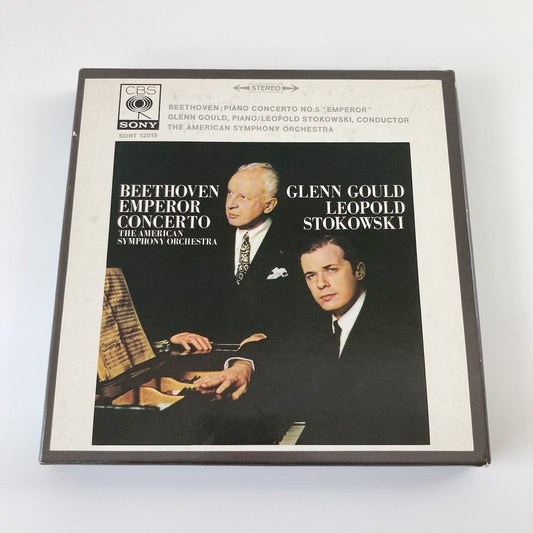 CBS
SONY
SONT 12019
STEREO
BEETHOVEN; PIANO CONCERTO NO.5 "EMPEROR"
GLENN GOULD, PIANO/LEOPOLD STOKOWSKI, CONDUCTOR
THE AMERICAN SYMPHONY ORCHESTRA
BEETHOVEN
EMPEROR
CONCERTO
THE AMERICAN
SYMPHONY ORCHESTRA
GLENN GOULD
LEOPOLD
STOKOWSKI